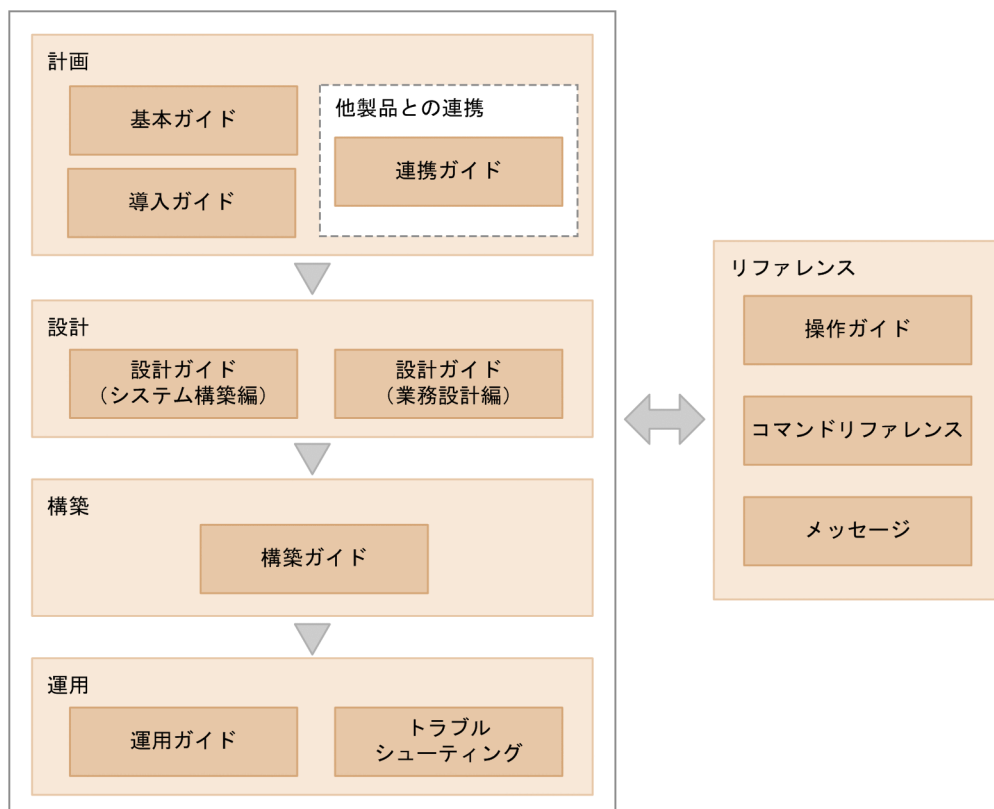 計画
基本ガイド
導入ガイド
他製品との連携
連携ガイド
設計
設計ガイド
（システム構築編）
設計ガイド
（業務設計編）
構築
構築ガイド
運用
運用ガイド
トラブル
シューティング
リファレンス
操作ガイド
コマンドリファレンス
メッセージ